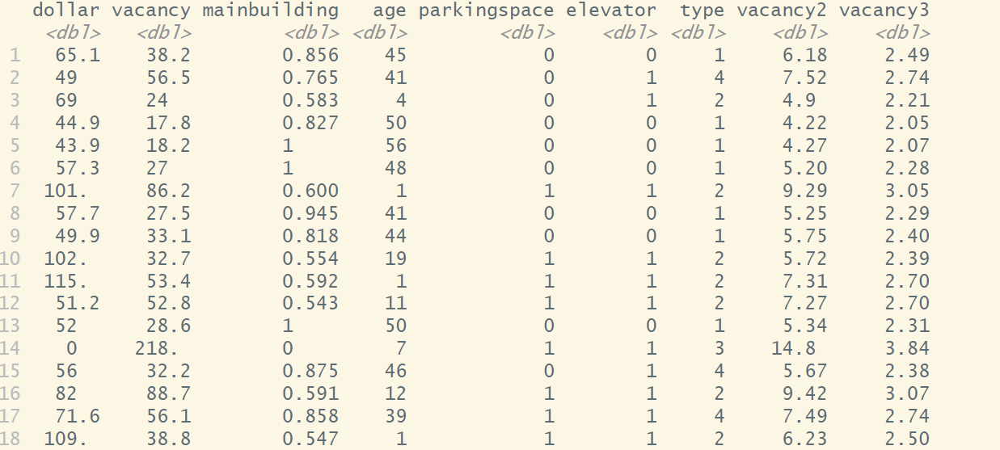 dollar vacancy mainbuilding age parkingspace elevator type vacancy2 vacancy3
<dbl> <dbl> <dbl> <dbl> <dbl> <dbl> <dbl> <dbl> <dbl>
1 65.1 38.2 0.856 45 0 0 1 6.18 2.49
2 49 56.5 0.765 41 0 1 4 7.52 2.74
3 69 24 0.583 4 0 1 2 4.9 2.21
4 44.9 17.8 0.827 50 0 0 1 4.22 2.05
5 43.9 18.2 1 56 0 0 1 4.27 2.07
6 57.3 27 1 48 0 0 1 5.20 2.28
7 101. 86.2 0.600 1 1 1 2 9.29 3.05
8 57.7 27.5 0.945 41 0 0 1 5.25 2.29
9 49.9 33.1 0.818 44 0 0 1 5.75 2.40
10 102. 32.7 0.554 19 1 1 2 5.72 2.39
11 115. 53.4 0.592 1 1 1 2 7.31 2.70
12 51.2 52.8 0.543 11 1 1 2 7.27 2.70
13 52 28.6 1 50 0 0 1 5.34 2.31
14 0 218. 0 7 1 1 3 14.8 3.84
15 56 32.2 0.875 46 0 1 4 5.67 2.38
16 82 88.7 0.591 12 1 1 2 9.42 3.07
17 71.6 56.1 0.858 39 1 1 4 7.49 2.74
18 109. 38.8 0.547 1 1 1 2 6.23 2.50